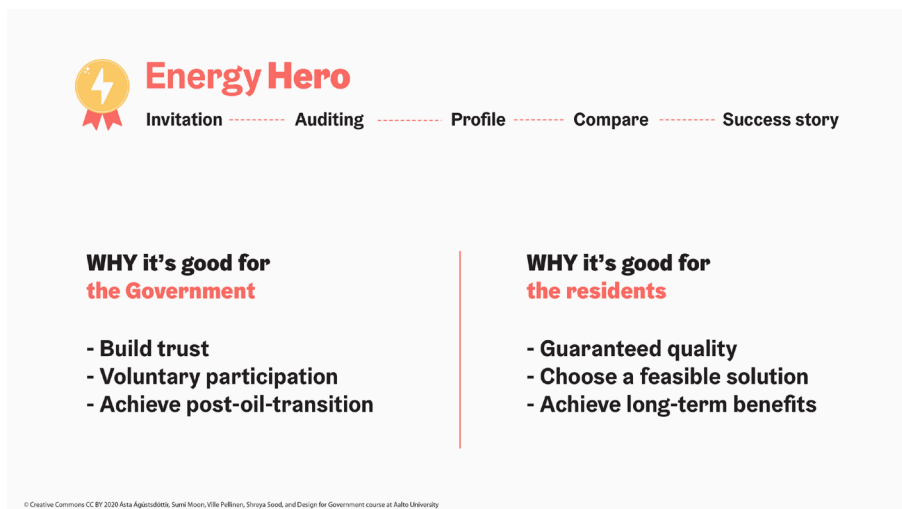 Energy Hero
Invitation --------- Auditing ---------- Profile -------- Compare --------- Success story
WHY it's good for
the Government
- Build trust
- Voluntary participation
- Achieve post-oil-transition
WHY it's good for
the residents
- Guaranteed quality
- Choose a feasible solution
- Achieve long-term benefits
© Creative Commons CC BY 2020 Ásta Ágústsdóttir, Sumi Moon, Ville Pellinen, Shreya Sood, and Design for Government course at Aalto University